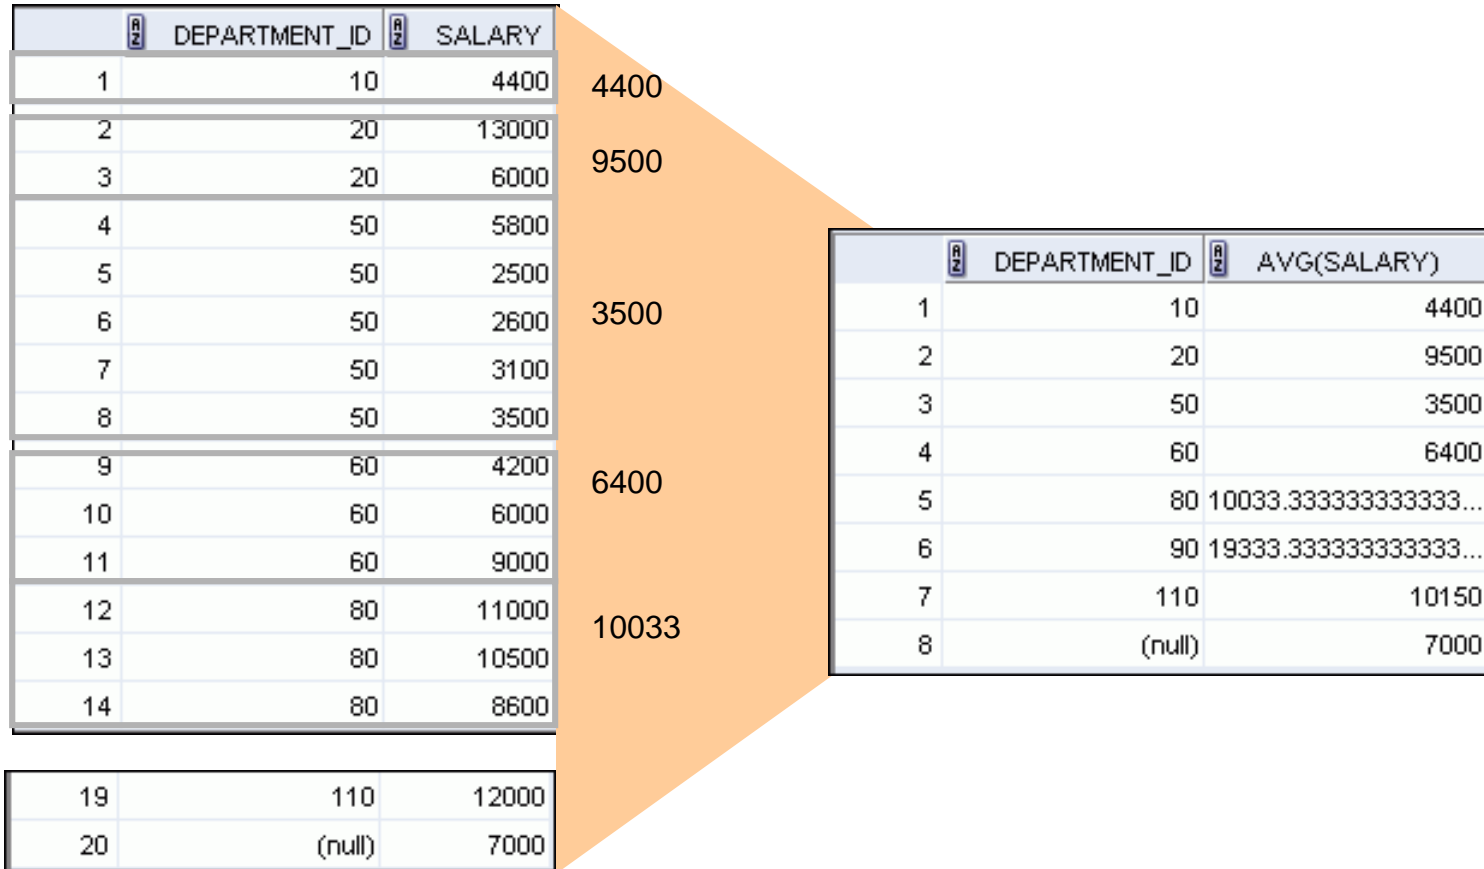 DEPARTMENT_ID SALARY
1 10 4400
2 20 13000
3 20 6000
4 50 5800
5 50 2500
6 50 2600
7 50 3100
8 50 3500
9 60 4200
10 60 6000
11 60 9000
12 80 11000
13 80 10500
14 80 8600
19 110 12000
20 (null) 7000
4400
9500
3500
6400
10033
DEPARTMENT_ID AVG(SALARY)
1 10 4400
2 20 9500
3 50 3500
4 60 6400
5 80 10033.333333333333...
6 90 19333.333333333333...
7 110 10150
8 (null) 7000